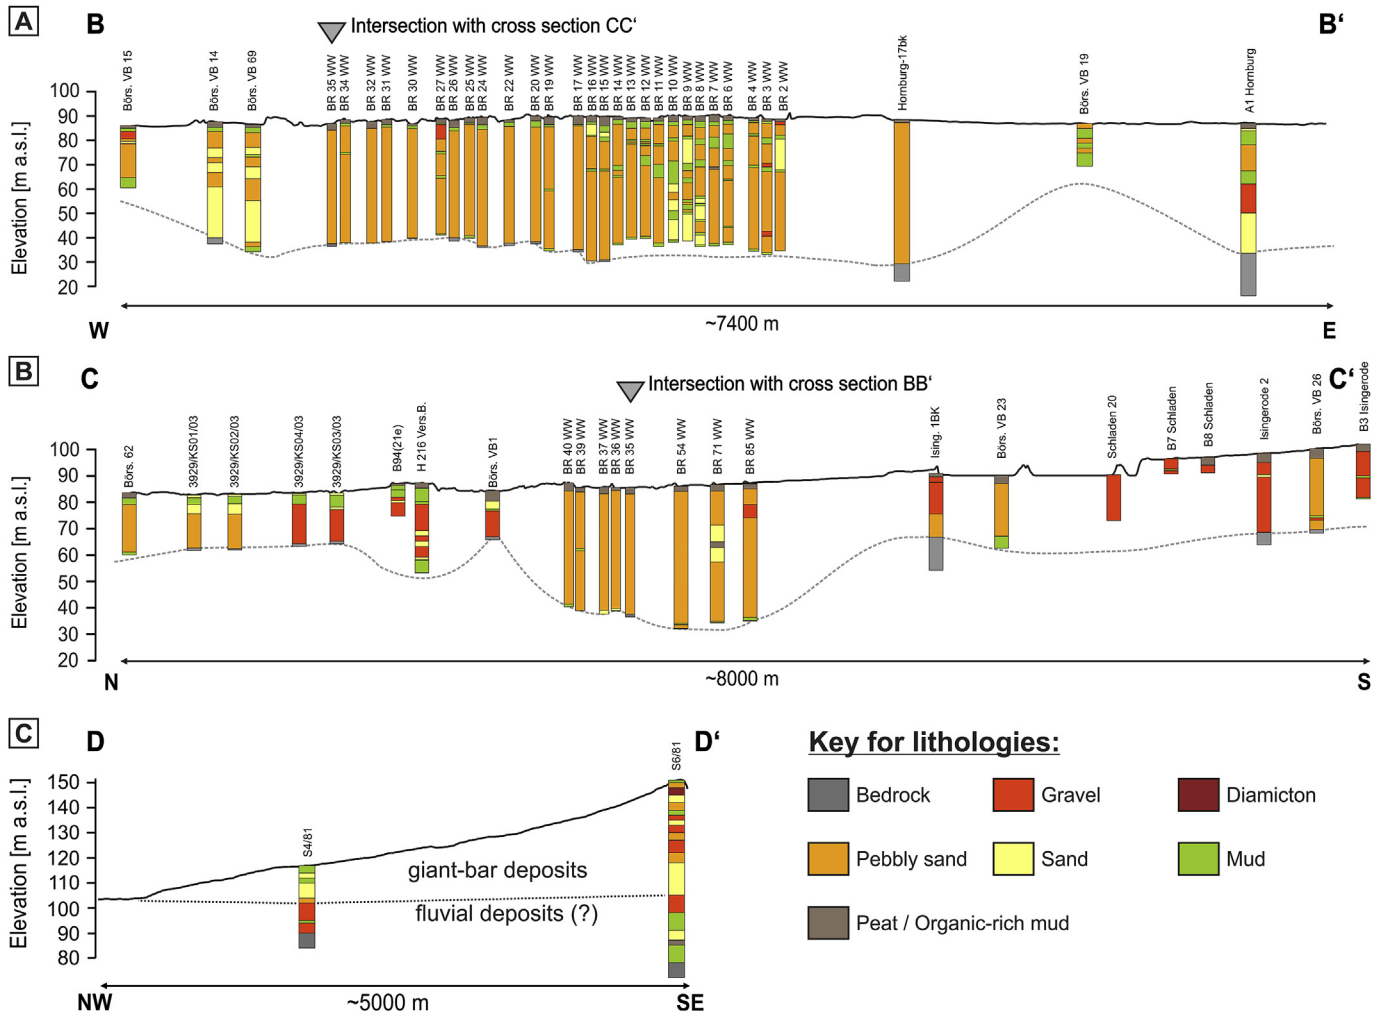 A
B
Intersection with cross section CC‘
B‘
Börs. VB 15
Börs. VB 14
Börs. VB 69
BR 35 WW
BR 34 WW
BR 32 WW
BR 31 WW
BR 30 WW
BR 27 WW
BR 26 WW
BR 25 WW
BR 24 WW
BR 22 WW
BR 20 WW
BR 19 WW
BR 17 WW
BR 16 WW
BR 15 WW
BR 14 WW
BR 13 WW
BR 12 WW
BR 11 WW
BR 10 WW
BR 9 WW
BR 8 WW
BR 7 WW
BR 6 WW
BR 4 WW
BR 3 WW
BR 2 WW
Hornburg-17bk
Börs. VB 19
A1 Hornburg
Elevation [m a.s.l.]
100
90
80
70
60
50
40
30
20
W
~7400 m
E
B
C
Intersection with cross section BB‘
C‘
Börs. 62
3929/KS01/03
3929/KS02/03
3929/KS04/03
3929/KS03/03
B94(21e)
H 216 Vers.B.
Börs. VB1
BR 40 WW
BR 39 WW
BR 37 WW
BR 36 WW
BR 35 WW
BR 54 WW
BR 71 WW
BR 85 WW
Ising. 1BK
Börs. VB 23
Schladen 20
B7 Schladen
B8 Schladen
Isingerode 2
Börs. VB 26
B3 Isingerode
Elevation [m a.s.l.]
100
90
80
70
60
50
40
30
20
N
~8000 m
S
C
D
D‘
S4/81
S6/81
Elevation [m a.s.l.]
150
140
130
120
110
100
90
80
giant-bar deposits
fluvial deposits (?)
NW
~5000 m
SE
Key for lithologies:
Bedrock
Gravel
Diamicton
Pebbly sand
Sand
Mud
Peat / Organic-rich mud